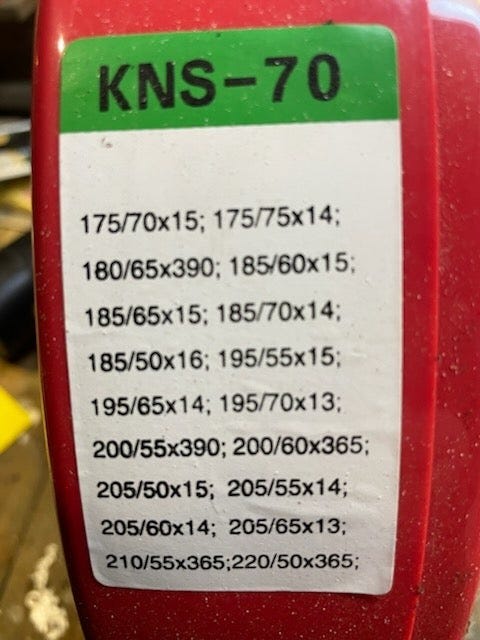 KNS-70
175/70x15; 175/75x14;
180/65x390; 185/60x15;
185/65x15; 185/70x14;
185/50x16; 195/55x15;
195/65x14; 195/70x13;
200/55x390; 200/60x365;
205/50x15; 205/55x14;
205/60x14; 205/65x13;
210/55x365;220/50x365;